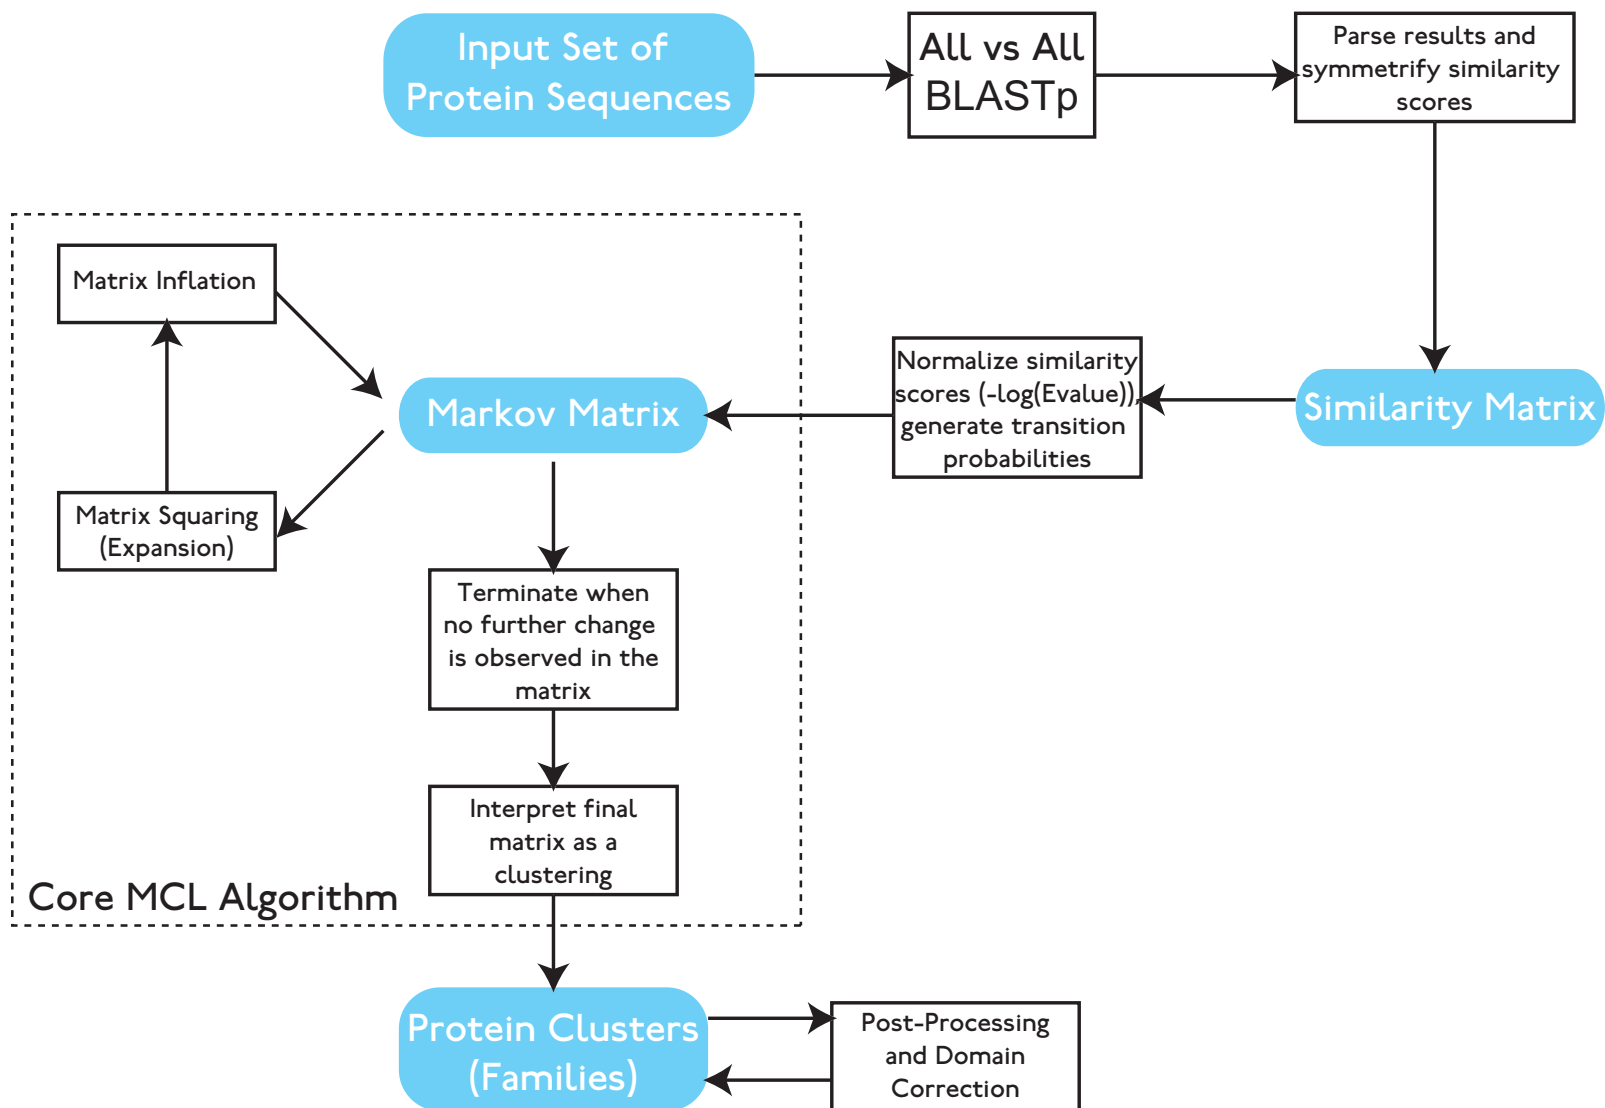 Input Set of
Protein Sequences
All vs All
BLASTp
Parse results and
symmetrify similarity
scores
Matrix Inflation
Markov Matrix
Matrix Squaring
(Expansion)
Normalize similarity
scores (-log(Evalue)),
generate transition
probabilities
Similarity Matrix
Terminate when
no further change
is observed in the
matrix
Interpret final
matrix as a
clustering
Core MCL Algorithm
Protein Clusters
(Families)
Post-Processing
and Domain
Correction